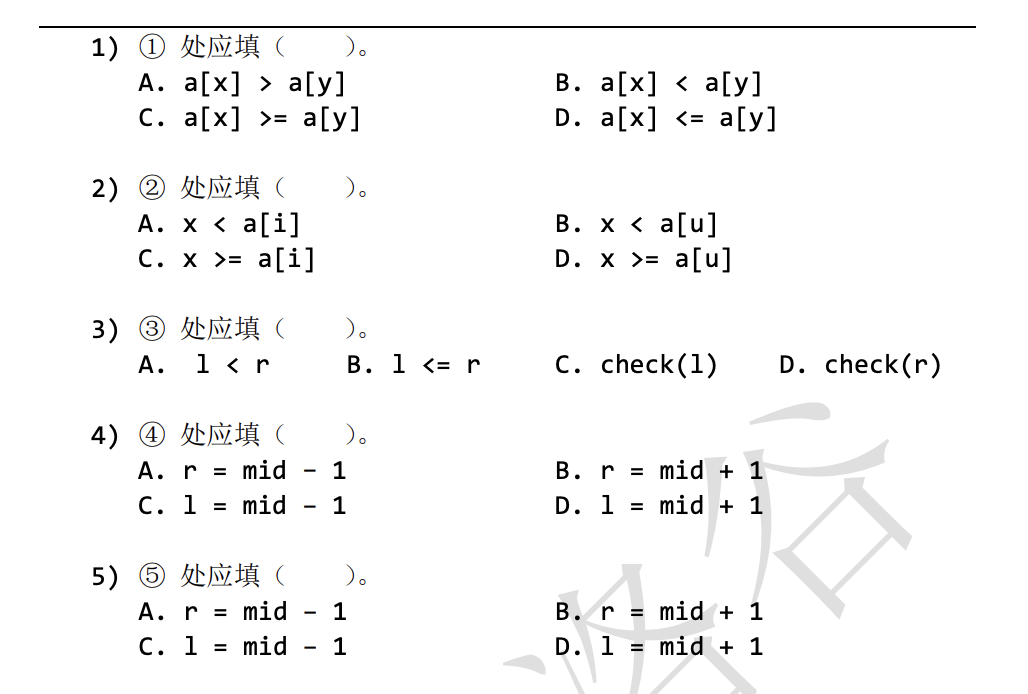 1) ① 处应填（　　）。
A. a[x] > a[y]　　B. a[x] < a[y]
C. a[x] >= a[y]　　D. a[x] <= a[y]
2) ② 处应填（　　）。
A. x < a[i]　　B. x < a[u]
C. x >= a[i]　　D. x >= a[u]
3) ③ 处应填（　　）。
A. l < r　　B. l <= r　　C. check(l)　　D. check(r)
4) ④ 处应填（　　）。
A. r = mid - 1　　B. r = mid + 1
C. l = mid - 1　　D. l = mid + 1
5) ⑤ 处应填（　　）。
A. r = mid - 1　　B. r = mid + 1
C. l = mid - 1　　D. l = mid + 1
洛谷